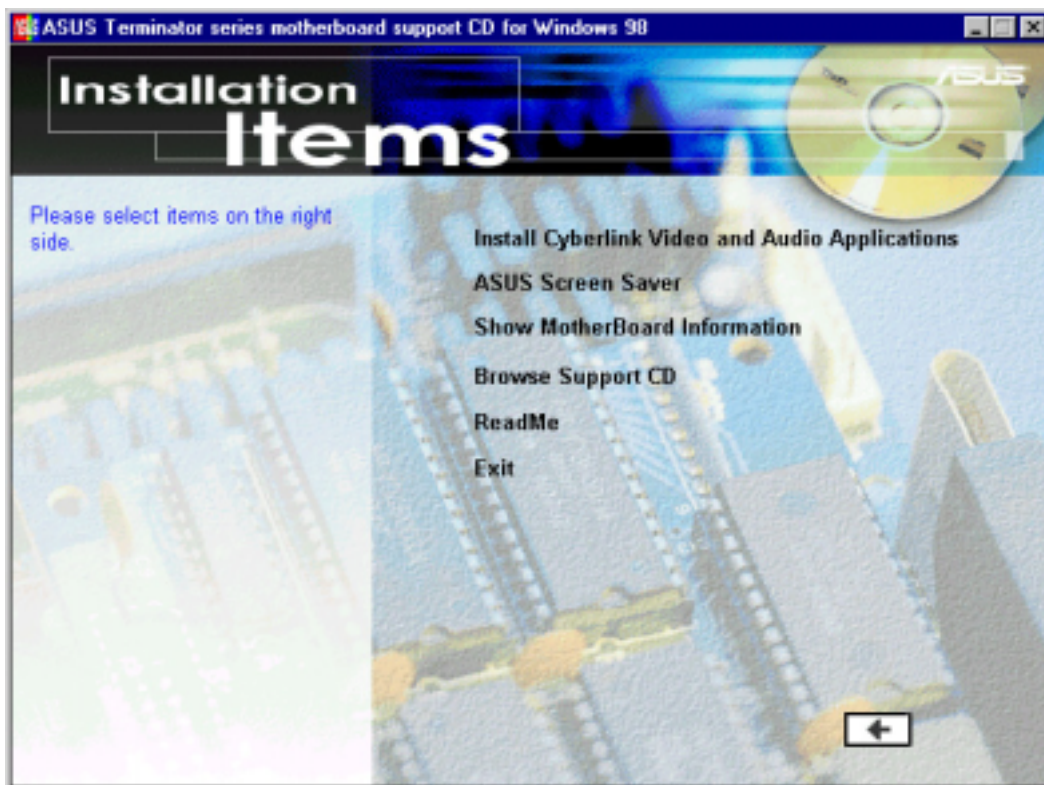 ASUS Terminator series motherboard support CD for Windows 98
ASUS
Installation
Items
Please select items on the right
side.
Install Cyberlink Video and Audio Applications
ASUS Screen Saver
Show MotherBoard Information
Browse Support CD
ReadMe
Exit